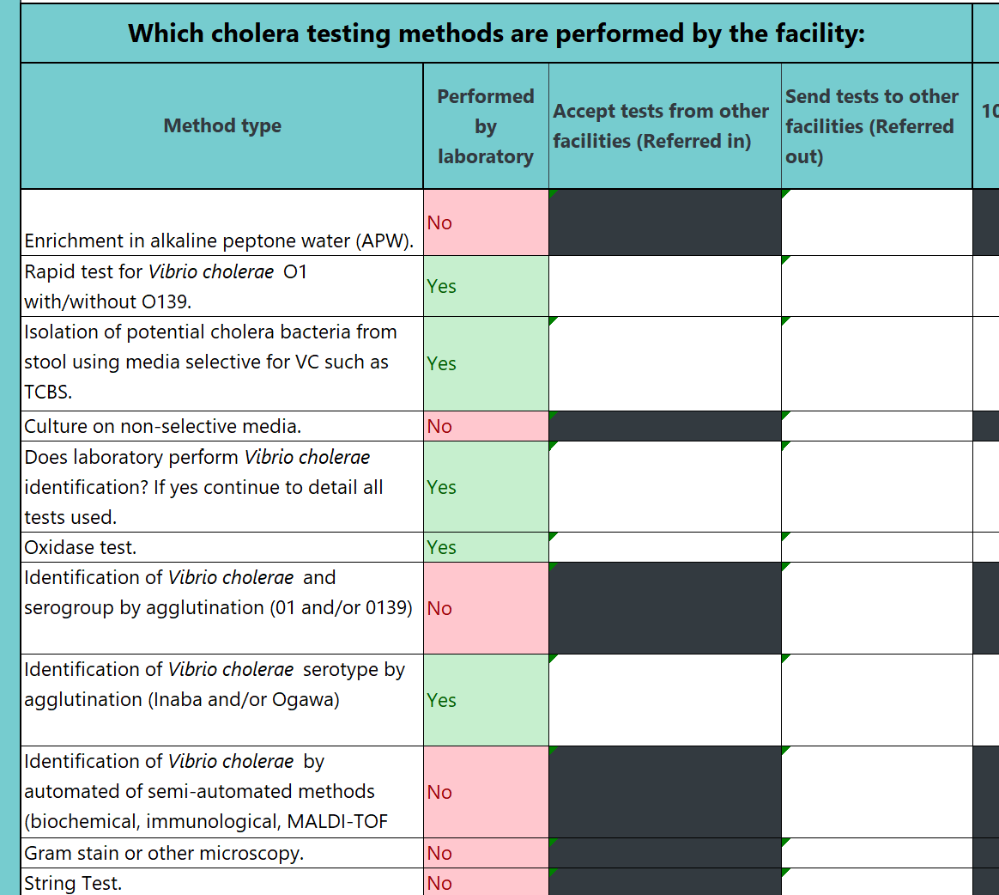 Which cholera testing methods are performed by the facility:
Method type
Performed
by
laboratory
Accept tests from other
facilities (Referred in)
Send tests to other
facilities (Referred
out)
10
Enrichment in alkaline peptone water (APW).
No
Rapid test for Vibrio cholerae O1
with/without O139.
Yes
Isolation of potential cholera bacteria from
stool using media selective for VC such as
TCBS.
Yes
Culture on non-selective media.
No
Does laboratory perform Vibrio cholerae
identification? If yes continue to detail all
tests used.
Yes
Oxidase test.
Yes
Identification of Vibrio cholerae and
serogroup by agglutination (01 and/or 0139)
No
Identification of Vibrio cholerae serotype by
agglutination (Inaba and/or Ogawa)
Yes
Identification of Vibrio cholerae by
automated of semi-automated methods
(biochemical, immunological, MALDI-TOF
No
Gram stain or other microscopy.
No
String Test.
No